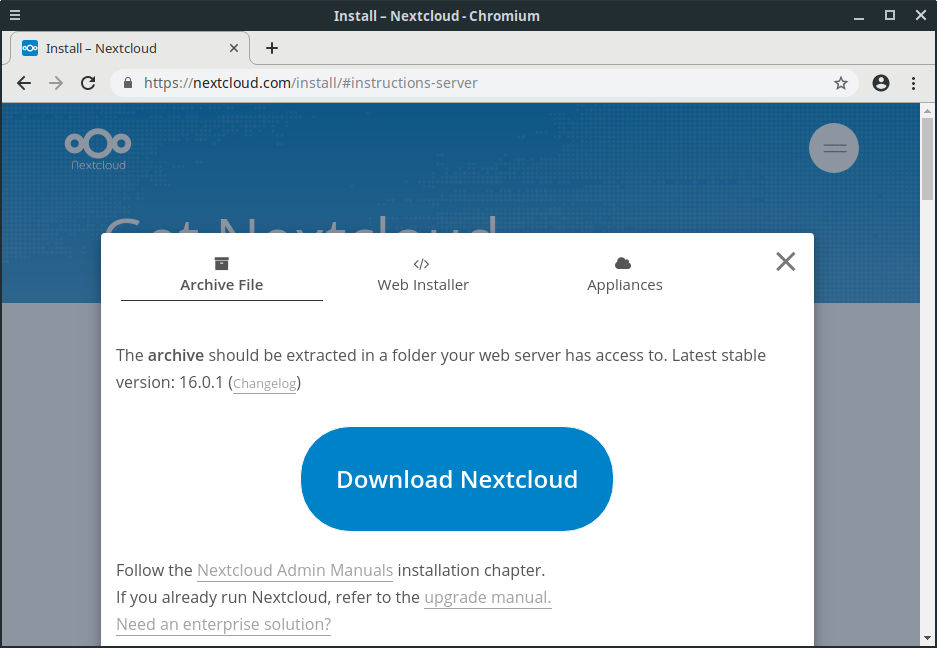 Install – Nextcloud - Chromium
Install – Nextcloud
https://nextcloud.com/install/#instructions-server
Nextcloud
Get Nextcloud
Archive File
Web Installer
Appliances
The archive should be extracted in a folder your web server has access to. Latest stable
version: 16.0.1 (Changelog)
Download Nextcloud
Follow the Nextcloud Admin Manuals installation chapter.
If you already run Nextcloud, refer to the upgrade manual.
Need an enterprise solution?